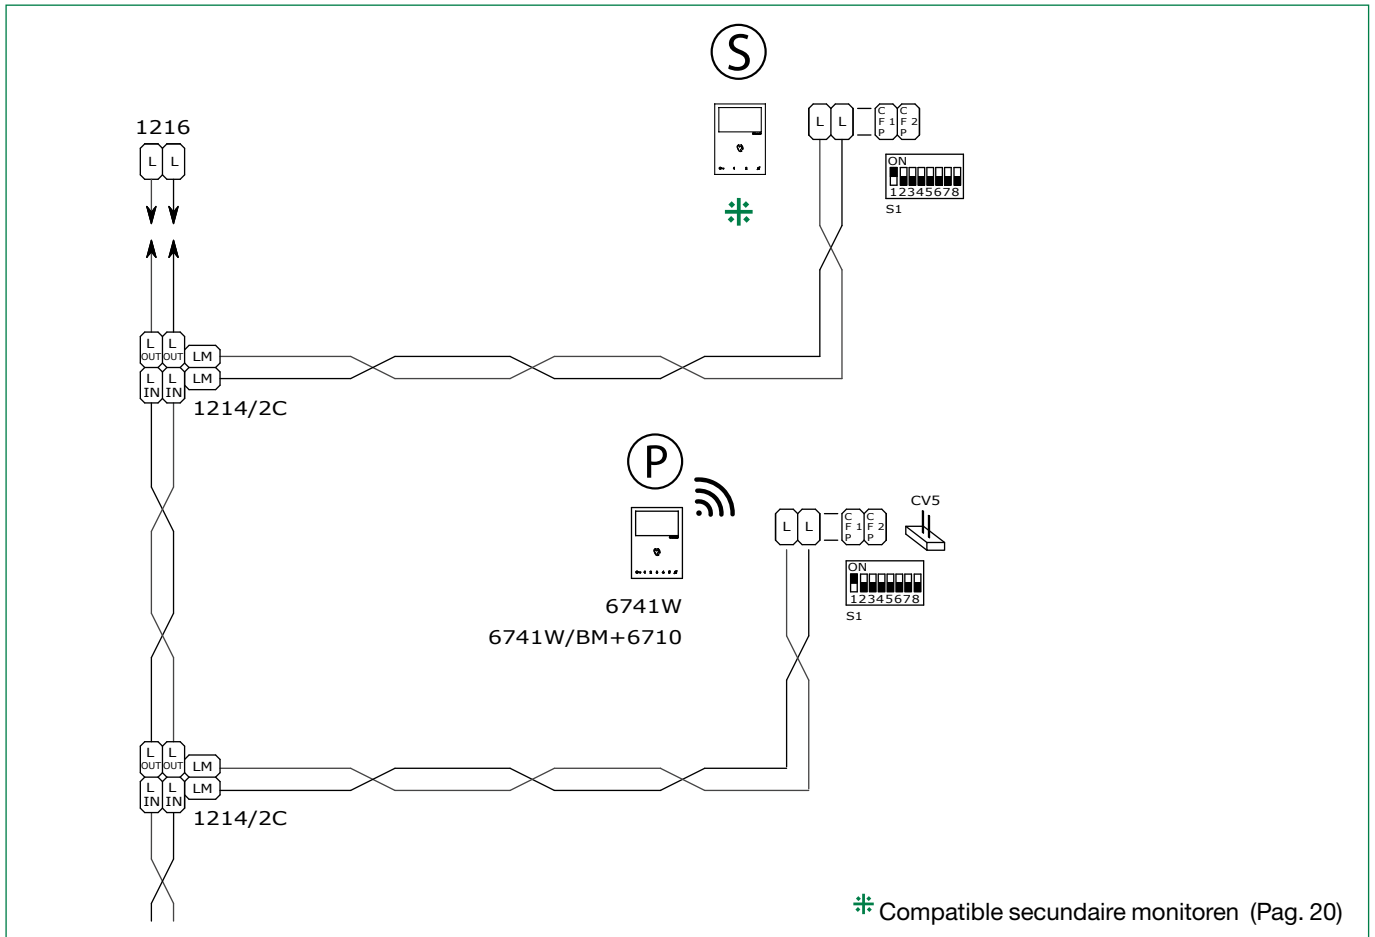 S
1216
L L
L L
C F P 1 C F P 2
ON
12345678
S1
L OUT L OUT LM
L IN L IN LM
1214/2C
P
6741W
6741W/BM+6710
L L
C F P 1 C F P 2
CV5
ON
12345678
S1
L OUT L OUT LM
L IN L IN LM
1214/2C
Compatible secundaire monitoren (Pag. 20)